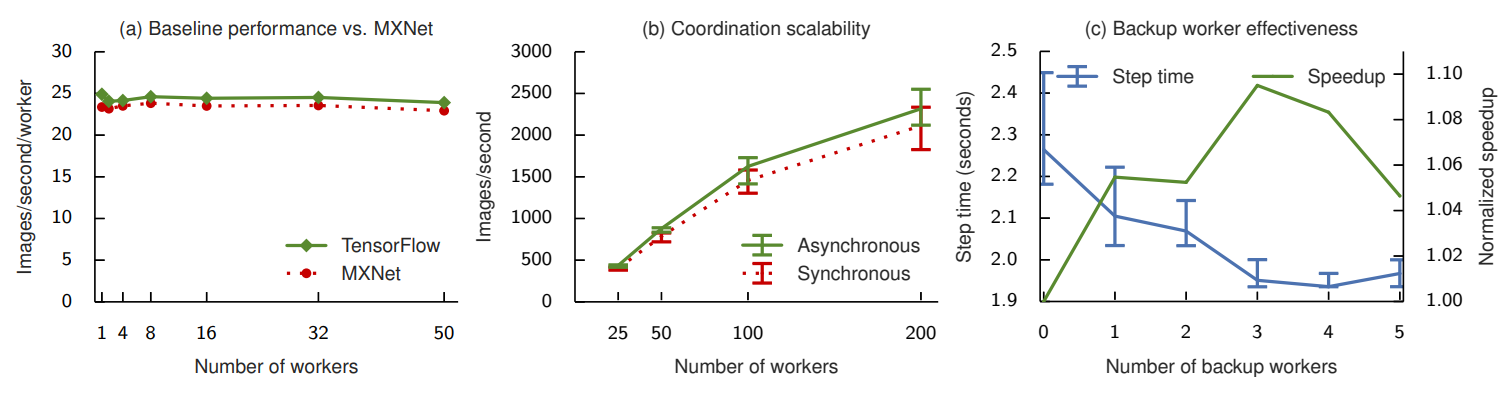 (a) Baseline performance vs. MXNet
30
25
20
15
10
5
0
Images/second/worker
TensorFlow
MXNet
1 4 8 16 32 50
Number of workers
(b) Coordination scalability
3000
2500
2000
1500
1000
500
0
Images/second
Asynchronous
Synchronous
25 50 100 200
Number of workers
(c) Backup worker effectiveness
2.5
2.4
2.3
2.2
2.1
2.0
1.9
Step time (seconds)
Step time
Speedup
1.10
1.08
1.06
1.04
1.02
1.00
Normalized speedup
0 1 2 3 4 5
Number of backup workers